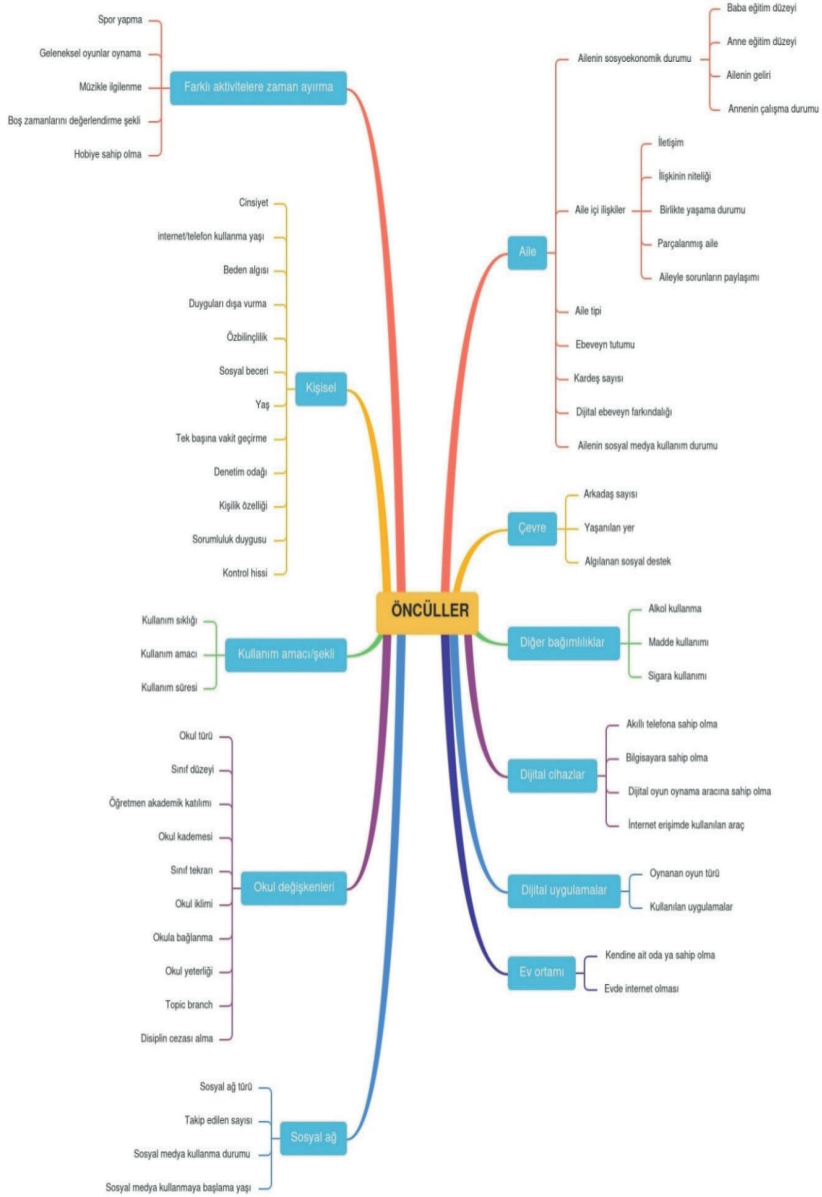 ÖNCÜLLER
Farklı aktivitelere zaman ayırma
Spor yapma
Geleneksel oyunlar oynama
Müzikle ilgilenme
Boş zamanlarını değerlendirme şekli
Hobiye sahip olma
Kişisel
Cinsiyet
internet/telefon kullanma yaşı
Beden algısı
Duyguları dışa vurma
Özbilinçlilik
Sosyal beceri
Yaş
Tek başına vakit geçirme
Denetim odağı
Kişilik özelliği
Sorumluluk duygusu
Kontrol hissi
Kullanım amacı/şekli
Kullanım sıklığı
Kullanım amacı
Kullanım süresi
Okul değişkenleri
Okul türü
Sınıf düzeyi
Öğretmen akademik katılımı
Okul kademesi
Sınıf tekrarı
Okul iklimi
Okula bağlanma
Okul yeterliği
Topic branch
Disiplin cezası alma
Sosyal ağ
Sosyal ağ türü
Takip edilen sayısı
Sosyal medya kullanma durumu
Sosyal medya kullanmaya başlama yaşı
Aile
Ailenin sosyoekonomik durumu
Baba eğitim düzeyi
Anne eğitim düzeyi
Ailenin geliri
Annenin çalışma durumu
Aile içi ilişkiler
İletişim
İlişkinin niteliği
Birlikte yaşama durumu
Parçalanmış aile
Aileyle sorunların paylaşımı
Aile tipi
Ebeveyn tutumu
Kardeş sayısı
Dijital ebeveyn farkındalığı
Ailenin sosyal medya kullanım durumu
Çevre
Arkadaş sayısı
Yaşanılan yer
Algılanan sosyal destek
Diğer bağımlılıklar
Alkol kullanma
Madde kullanımı
Sigara kullanımı
Dijital cihazlar
Akıllı telefona sahip olma
Bilgisayara sahip olma
Dijital oyun oynama aracına sahip olma
İnternet erişimde kullanılan araç
Dijital uygulamalar
Oynanan oyun türü
Kullanılan uygulamalar
Ev ortamı
Kendine ait oda ya sahip olma
Evde internet olması